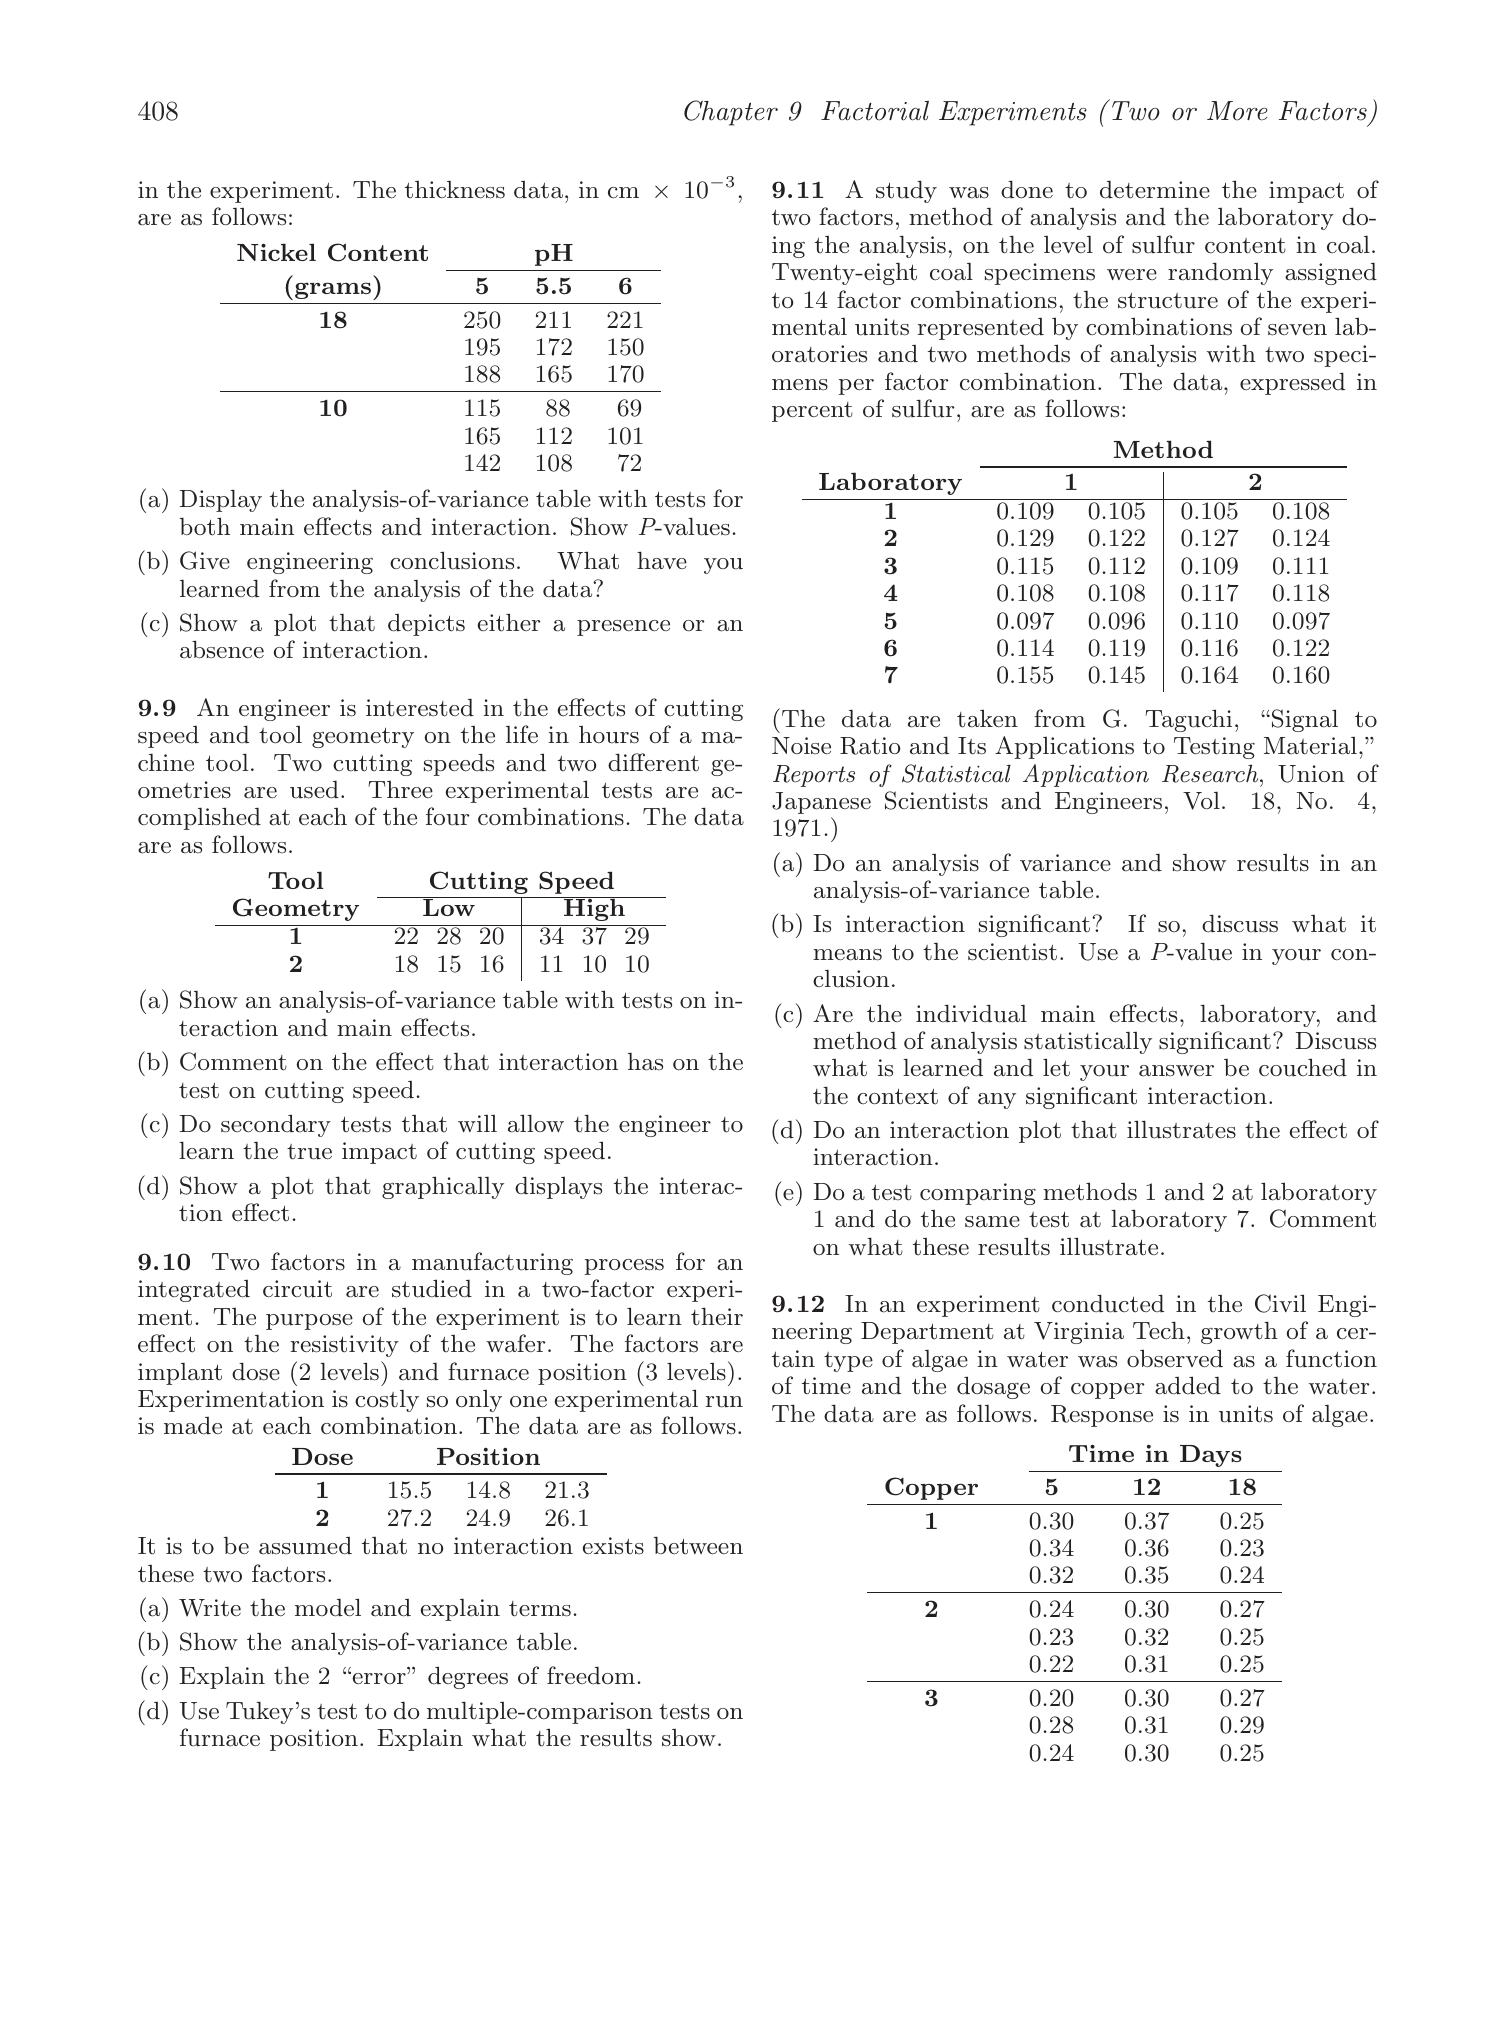 408
Chapter 9 Factorial Experiments (Two or More Factors)
in the experiment. The thickness data, in cm × 10⁻³,
are as follows:
Nickel Content pH
(grams) 5 5.5 6
18 250 211 221
195 172 150
188 165 170
10 115 88 69
165 112 101
142 108 72
(a) Display the analysis-of-variance table with tests for
both main effects and interaction. Show P-values.
(b) Give engineering conclusions. What have you
learned from the analysis of the data?
(c) Show a plot that depicts either a presence or an
absence of interaction.
9.9 An engineer is interested in the effects of cutting
speed and tool geometry on the life in hours of a ma-
chine tool. Two cutting speeds and two different ge-
ometries are used. Three experimental tests are ac-
complished at each of the four combinations. The data
are as follows.
Tool Cutting Speed
Geometry Low High
1 22 28 20 34 37 29
2 18 15 16 11 10 10
(a) Show an analysis-of-variance table with tests on in-
teraction and main effects.
(b) Comment on the effect that interaction has on the
test on cutting speed.
(c) Do secondary tests that will allow the engineer to
learn the true impact of cutting speed.
(d) Show a plot that graphically displays the interac-
tion effect.
9.10 Two factors in a manufacturing process for an
integrated circuit are studied in a two-factor experi-
ment. The purpose of the experiment is to learn their
effect on the resistivity of the wafer. The factors are
implant dose (2 levels) and furnace position (3 levels).
Experimentation is costly so only one experimental run
is made at each combination. The data are as follows.
Dose Position
1 15.5 14.8 21.3
2 27.2 24.9 26.1
It is to be assumed that no interaction exists between
these two factors.
(a) Write the model and explain terms.
(b) Show the analysis-of-variance table.
(c) Explain the 2 “error” degrees of freedom.
(d) Use Tukey’s test to do multiple-comparison tests on
furnace position. Explain what the results show.
9.11 A study was done to determine the impact of
two factors, method of analysis and the laboratory do-
ing the analysis, on the level of sulfur content in coal.
Twenty-eight coal specimens were randomly assigned
to 14 factor combinations, the structure of the experi-
mental units represented by combinations of seven lab-
oratories and two methods of analysis with two speci-
mens per factor combination. The data, expressed in
percent of sulfur, are as follows:
Method
Laboratory 1 2
1 0.109 0.105 0.105 0.108
2 0.129 0.122 0.127 0.124
3 0.115 0.112 0.109 0.111
4 0.108 0.108 0.117 0.118
5 0.097 0.096 0.110 0.097
6 0.114 0.119 0.116 0.122
7 0.155 0.145 0.164 0.160
(The data are taken from G. Taguchi, “Signal to
Noise Ratio and Its Applications to Testing Material,”
Reports of Statistical Application Research, Union of
Japanese Scientists and Engineers, Vol. 18, No. 4,
1971.)
(a) Do an analysis of variance and show results in an
analysis-of-variance table.
(b) Is interaction significant? If so, discuss what it
means to the scientist. Use a P-value in your con-
clusion.
(c) Are the individual main effects, laboratory, and
method of analysis statistically significant? Discuss
what is learned and let your answer be couched in
the context of any significant interaction.
(d) Do an interaction plot that illustrates the effect of
interaction.
(e) Do a test comparing methods 1 and 2 at laboratory
1 and do the same test at laboratory 7. Comment
on what these results illustrate.
9.12 In an experiment conducted in the Civil Engi-
neering Department at Virginia Tech, growth of a cer-
tain type of algae in water was observed as a function
of time and the dosage of copper added to the water.
The data are as follows. Response is in units of algae.
Time in Days
Copper 5 12 18
1 0.30 0.37 0.25
0.34 0.36 0.23
0.32 0.35 0.24
2 0.24 0.30 0.27
0.23 0.32 0.25
0.22 0.31 0.25
3 0.20 0.30 0.27
0.28 0.31 0.29
0.24 0.30 0.25